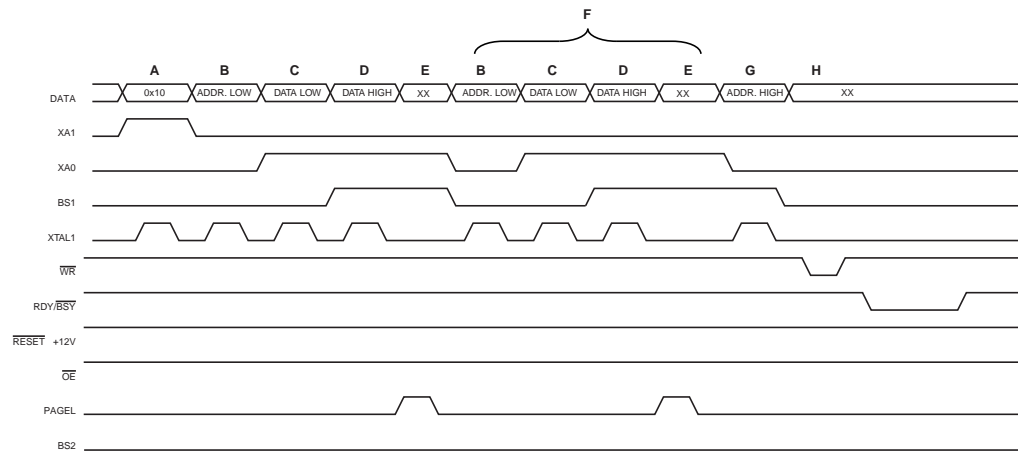 F
A B C D E B C D E G H
DATA 0x10 ADDR. LOW DATA LOW DATA HIGH XX ADDR. LOW DATA LOW DATA HIGH XX ADDR. HIGH XX
XA1
XA0
BS1
XTAL1
WR
RDY/BSY
RESET +12V
OE
PAGEL
BS2